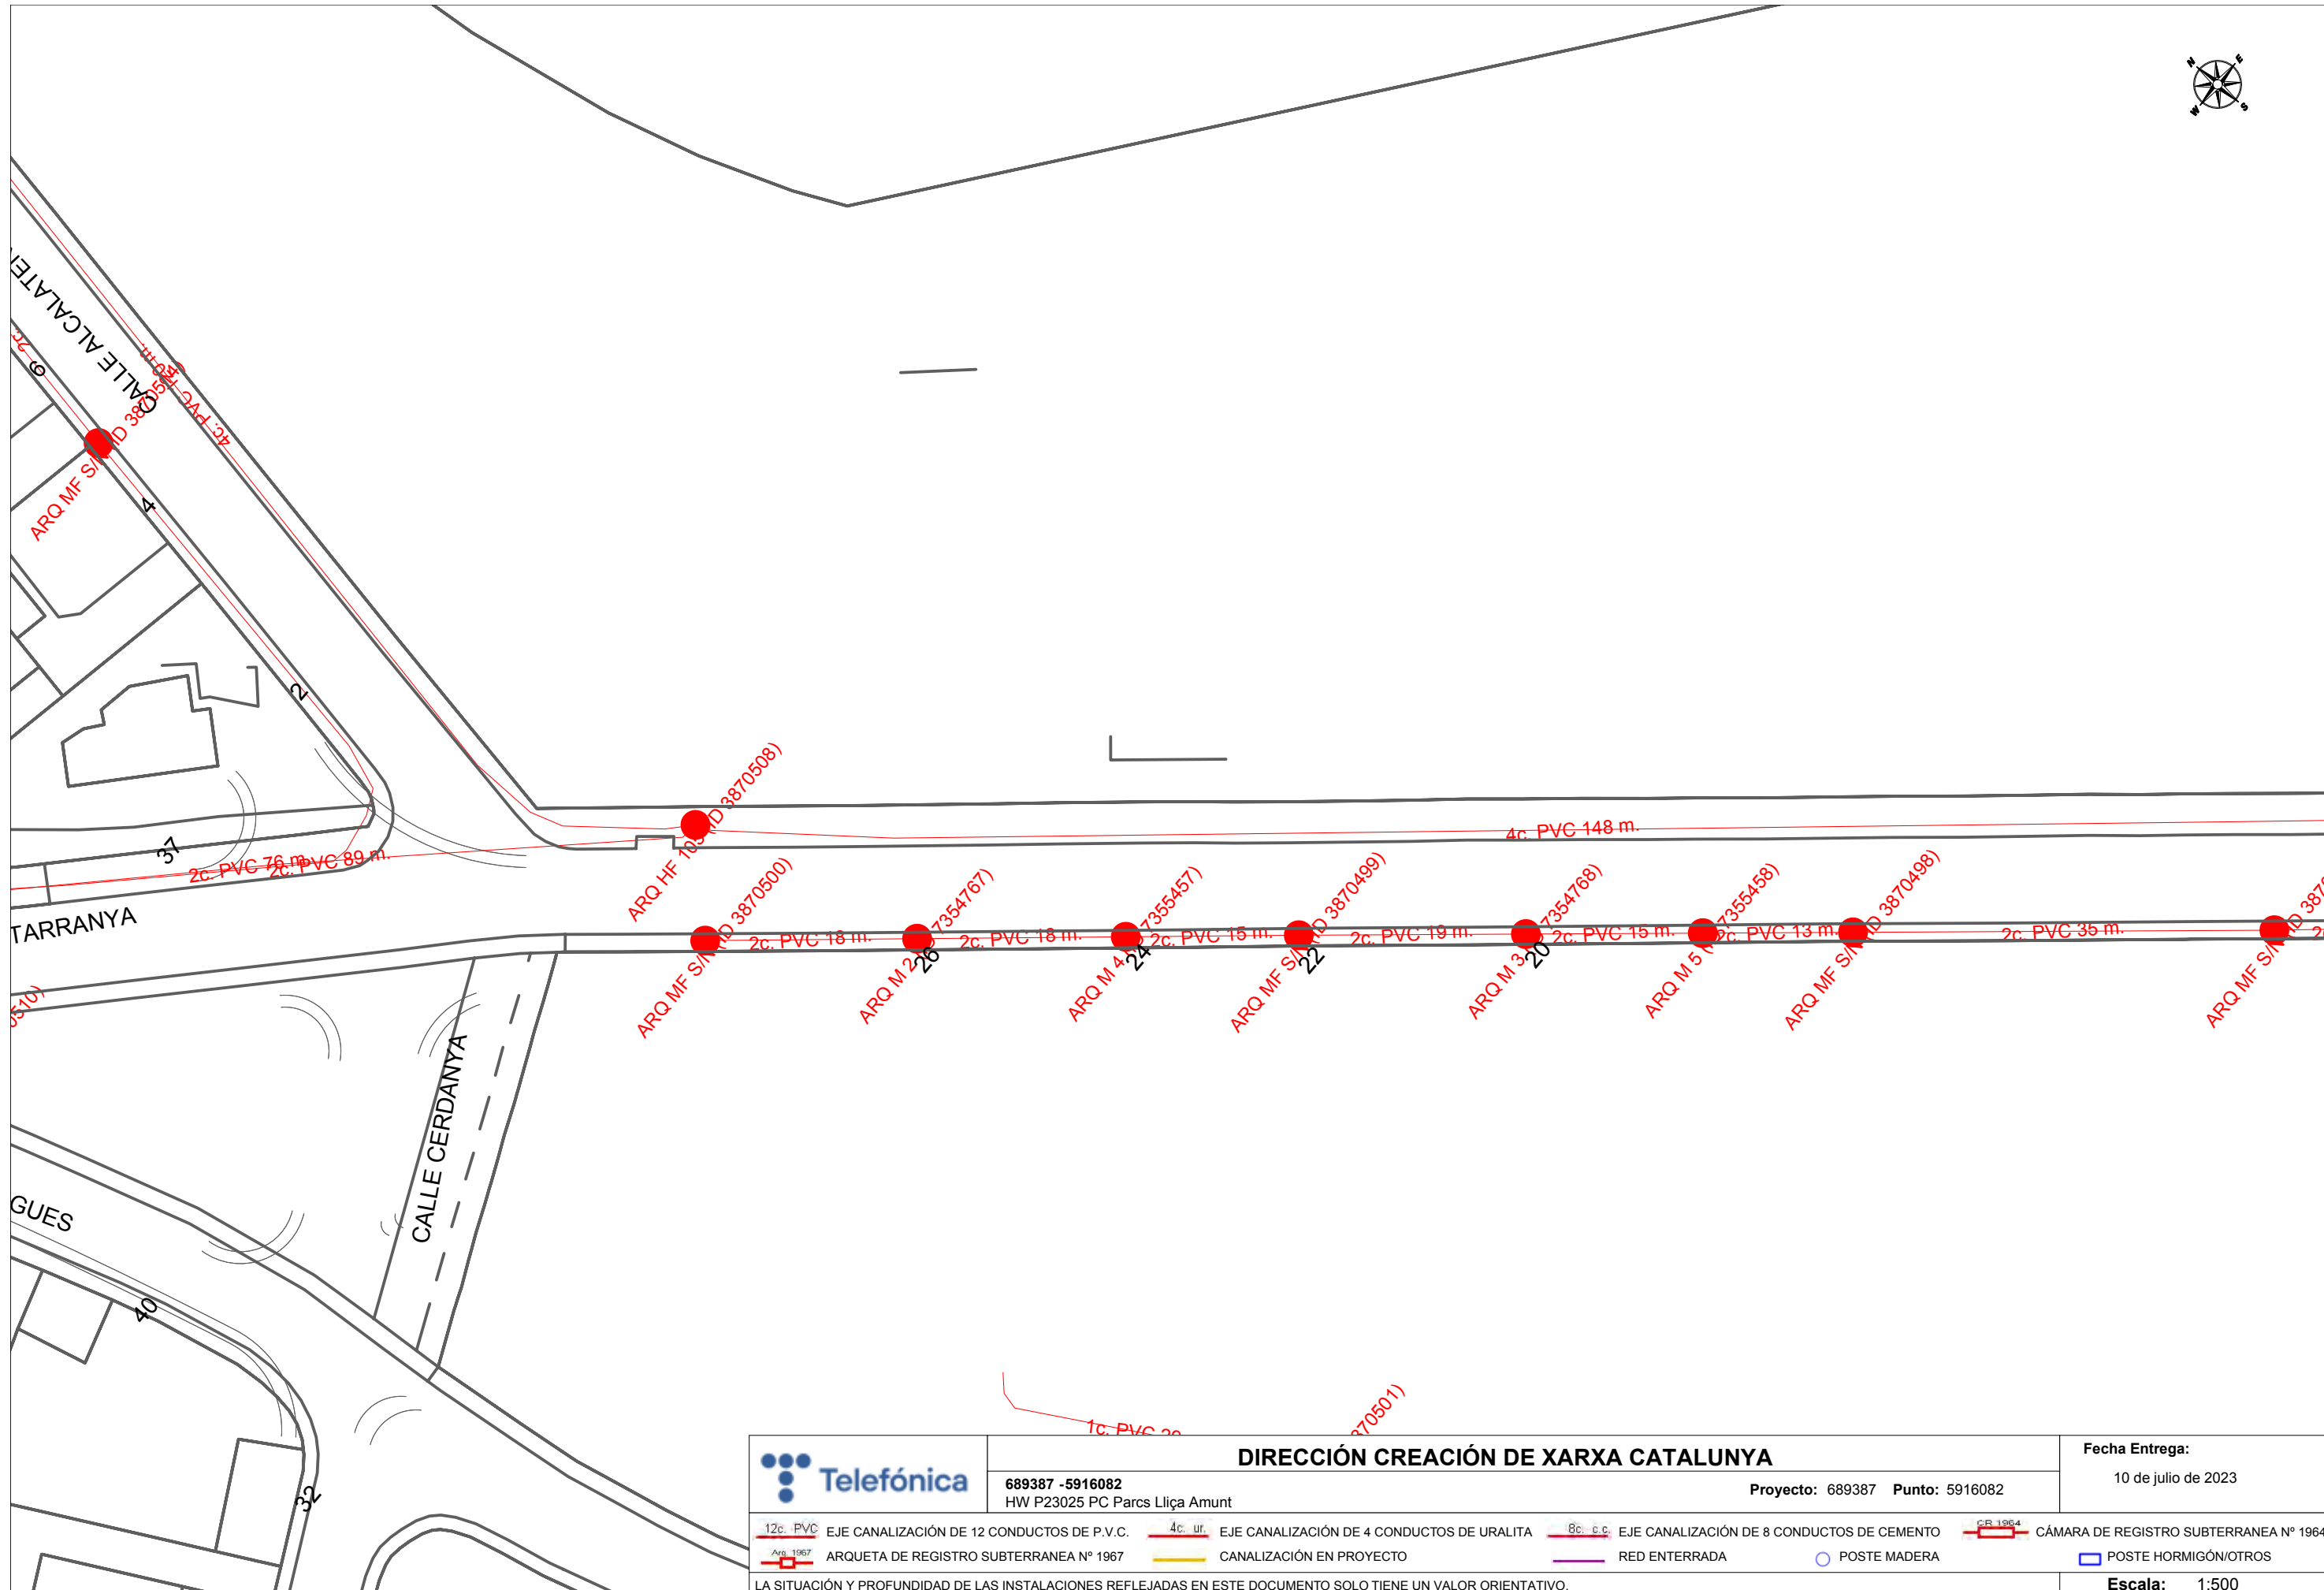 N
E
W
S
CALLE ALCALATEN
2c.
9
4c. PVC
ARQ MF S/N (ID 3870504)
4
2
37
2c. PVC 76 m.
2c. PVC 89 m.
TARRANYA
ARQ HF 103 (ID 3870508)
4c. PVC 148 m.
ARQ MF S/N (ID 3870500)
2c. PVC 18 m.
ARQ M 2 (ID 7354767)
26
2c. PVC 18 m.
ARQ M 4 (ID 7355457)
24
2c. PVC 15 m.
ARQ MF S/N (ID 3870499)
22
2c. PVC 19 m.
ARQ M 3 (ID 7354768)
20
2c. PVC 15 m.
ARQ M 5 (ID 7355458)
2c. PVC 13 m.
ARQ MF S/N (ID 3870498)
2c. PVC 35 m.
ARQ MF S/N (ID 387
0510)
CALLE CERDANYA
GUES
40
32
1c. PVC
870501)
Telefónica
DIRECCIÓN CREACIÓN DE XARXA CATALUNYA
689387 -5916082
HW P23025 PC Parcs Lliça Amunt
Proyecto: 689387 Punto: 5916082
Fecha Entrega:
10 de julio de 2023
12c. PVC EJE CANALIZACIÓN DE 12 CONDUCTOS DE P.V.C.
4c. ur. EJE CANALIZACIÓN DE 4 CONDUCTOS DE URALITA
8c. c.c. EJE CANALIZACIÓN DE 8 CONDUCTOS DE CEMENTO
CR 1964 CÁMARA DE REGISTRO SUBTERRANEA Nº 1964
Arq. 1967 ARQUETA DE REGISTRO SUBTERRANEA Nº 1967
CANALIZACIÓN EN PROYECTO
RED ENTERRADA
POSTE MADERA
POSTE HORMIGÓN/OTROS
LA SITUACIÓN Y PROFUNDIDAD DE LAS INSTALACIONES REFLEJADAS EN ESTE DOCUMENTO SOLO TIENE UN VALOR ORIENTATIVO.
Escala: 1:500